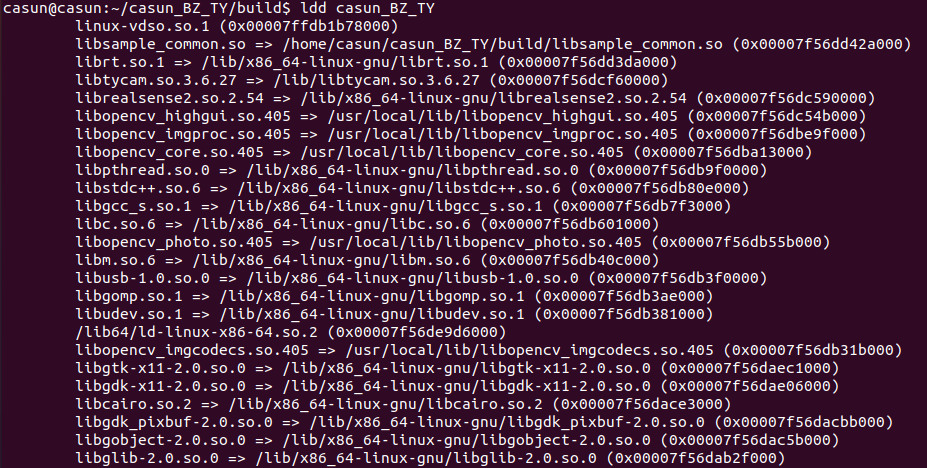 casun@casun:~/casun_BZ_TY/build$ ldd casun_BZ_TY
linux-vdso.so.1 (0x00007ffdb1b78000)
libsample_common.so => /home/casun/casun_BZ_TY/build/libsample_common.so (0x00007f56dd42a000)
librt.so.1 => /lib/x86_64-linux-gnu/librt.so.1 (0x00007f56dd3da000)
libtycam.so.3.6.27 => /lib/libtycam.so.3.6.27 (0x00007f56dcf60000)
librealsense2.so.2.54 => /lib/x86_64-linux-gnu/librealsense2.so.2.54 (0x00007f56dc590000)
libopencv_highgui.so.405 => /usr/local/lib/libopencv_highgui.so.405 (0x00007f56dc54b000)
libopencv_imgproc.so.405 => /usr/local/lib/libopencv_imgproc.so.405 (0x00007f56dbe9f000)
libopencv_core.so.405 => /usr/local/lib/libopencv_core.so.405 (0x00007f56dba13000)
libpthread.so.0 => /lib/x86_64-linux-gnu/libpthread.so.0 (0x00007f56db9f0000)
libstdc++.so.6 => /lib/x86_64-linux-gnu/libstdc++.so.6 (0x00007f56db80e000)
libgcc_s.so.1 => /lib/x86_64-linux-gnu/libgcc_s.so.1 (0x00007f56db7f3000)
libc.so.6 => /lib/x86_64-linux-gnu/libc.so.6 (0x00007f56db601000)
libopencv_photo.so.405 => /usr/local/lib/libopencv_photo.so.405 (0x00007f56db55b000)
libm.so.6 => /lib/x86_64-linux-gnu/libm.so.6 (0x00007f56db40c000)
libusb-1.0.so.0 => /lib/x86_64-linux-gnu/libusb-1.0.so.0 (0x00007f56db3f0000)
libgomp.so.1 => /lib/x86_64-linux-gnu/libgomp.so.1 (0x00007f56db3ae000)
libudev.so.1 => /lib/x86_64-linux-gnu/libudev.so.1 (0x00007f56db381000)
/lib64/ld-linux-x86-64.so.2 (0x00007f56de9d6000)
libopencv_imgcodecs.so.405 => /usr/local/lib/libopencv_imgcodecs.so.405 (0x00007f56db31b000)
libgtk-x11-2.0.so.0 => /lib/x86_64-linux-gnu/libgtk-x11-2.0.so.0 (0x00007f56daec1000)
libgdk-x11-2.0.so.0 => /lib/x86_64-linux-gnu/libgdk-x11-2.0.so.0 (0x00007f56dae06000)
libcairo.so.2 => /lib/x86_64-linux-gnu/libcairo.so.2 (0x00007f56dace3000)
libgdk_pixbuf-2.0.so.0 => /lib/x86_64-linux-gnu/libgdk_pixbuf-2.0.so.0 (0x00007f56dacbb000)
libgobject-2.0.so.0 => /lib/x86_64-linux-gnu/libgobject-2.0.so.0 (0x00007f56dac5b000)
libglib-2.0.so.0 => /lib/x86_64-linux-gnu/libglib-2.0.so.0 (0x00007f56dab2f000)